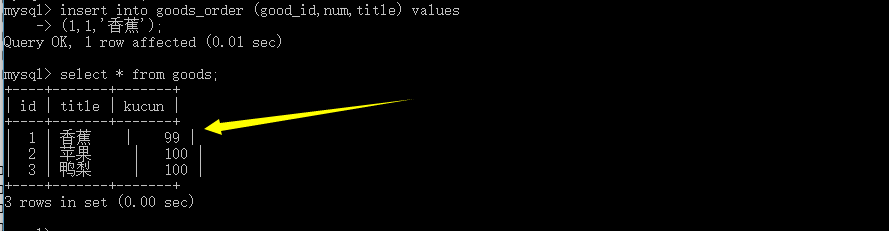 mysql> insert into goods_order (good_id,num,title) values
    -> (1,1,'香蕉');
Query OK, 1 row affected (0.01 sec)
mysql> select * from goods;
+----+-------+-------+
| id | title | kucun |
+----+-------+-------+
| 1 | 香蕉 | 99 |
| 2 | 苹果 | 100 |
| 3 | 鸭梨 | 100 |
+----+-------+-------+
3 rows in set (0.00 sec)